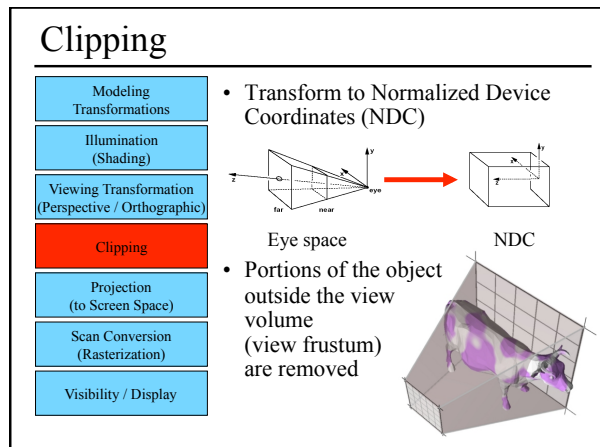 Clipping
Modeling
Transformations
Illumination
(Shading)
Viewing Transformation
(Perspective / Orthographic)
Clipping
Projection
(to Screen Space)
Scan Conversion
(Rasterization)
Visibility / Display
• Transform to Normalized Device
Coordinates (NDC)
y
x
z
eye
far
near
y
x
z
Eye space
NDC
• Portions of the object
outside the view
volume
(view frustum)
are removed